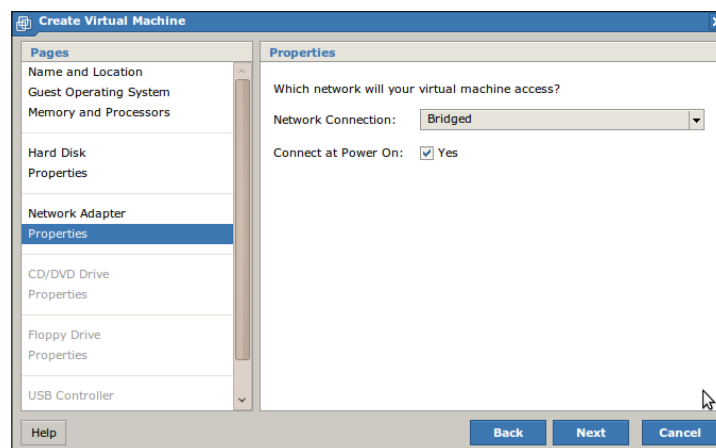 Create Virtual Machine
Pages
Name and Location
Guest Operating System
Memory and Processors
Hard Disk
Properties
Network Adapter
Properties
CD/DVD Drive
Properties
Floppy Drive
Properties
USB Controller
Properties
Which network will your virtual machine access?
Network Connection: Bridged
Connect at Power On: Yes
Help Back Next Cancel